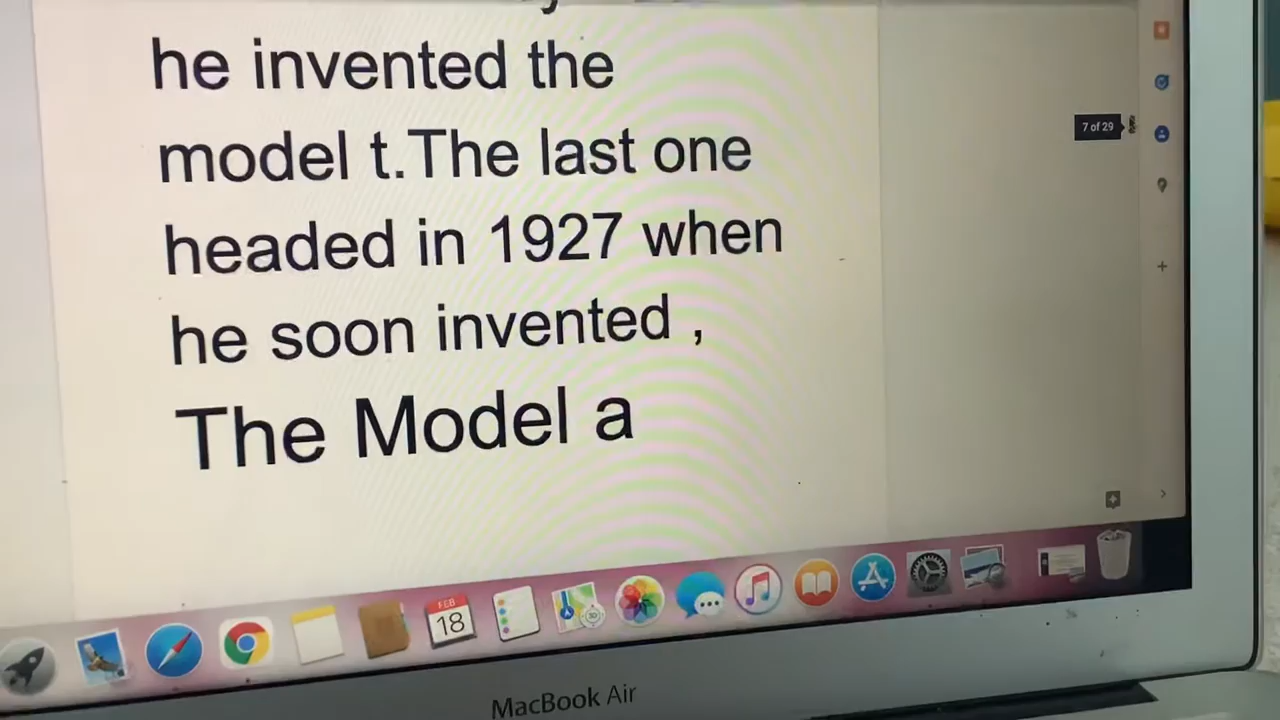 he invented the
model t.The last one
headed in 1927 when
he soon invented ,
The Model a
7 of 29
FEB
18
MacBook Air